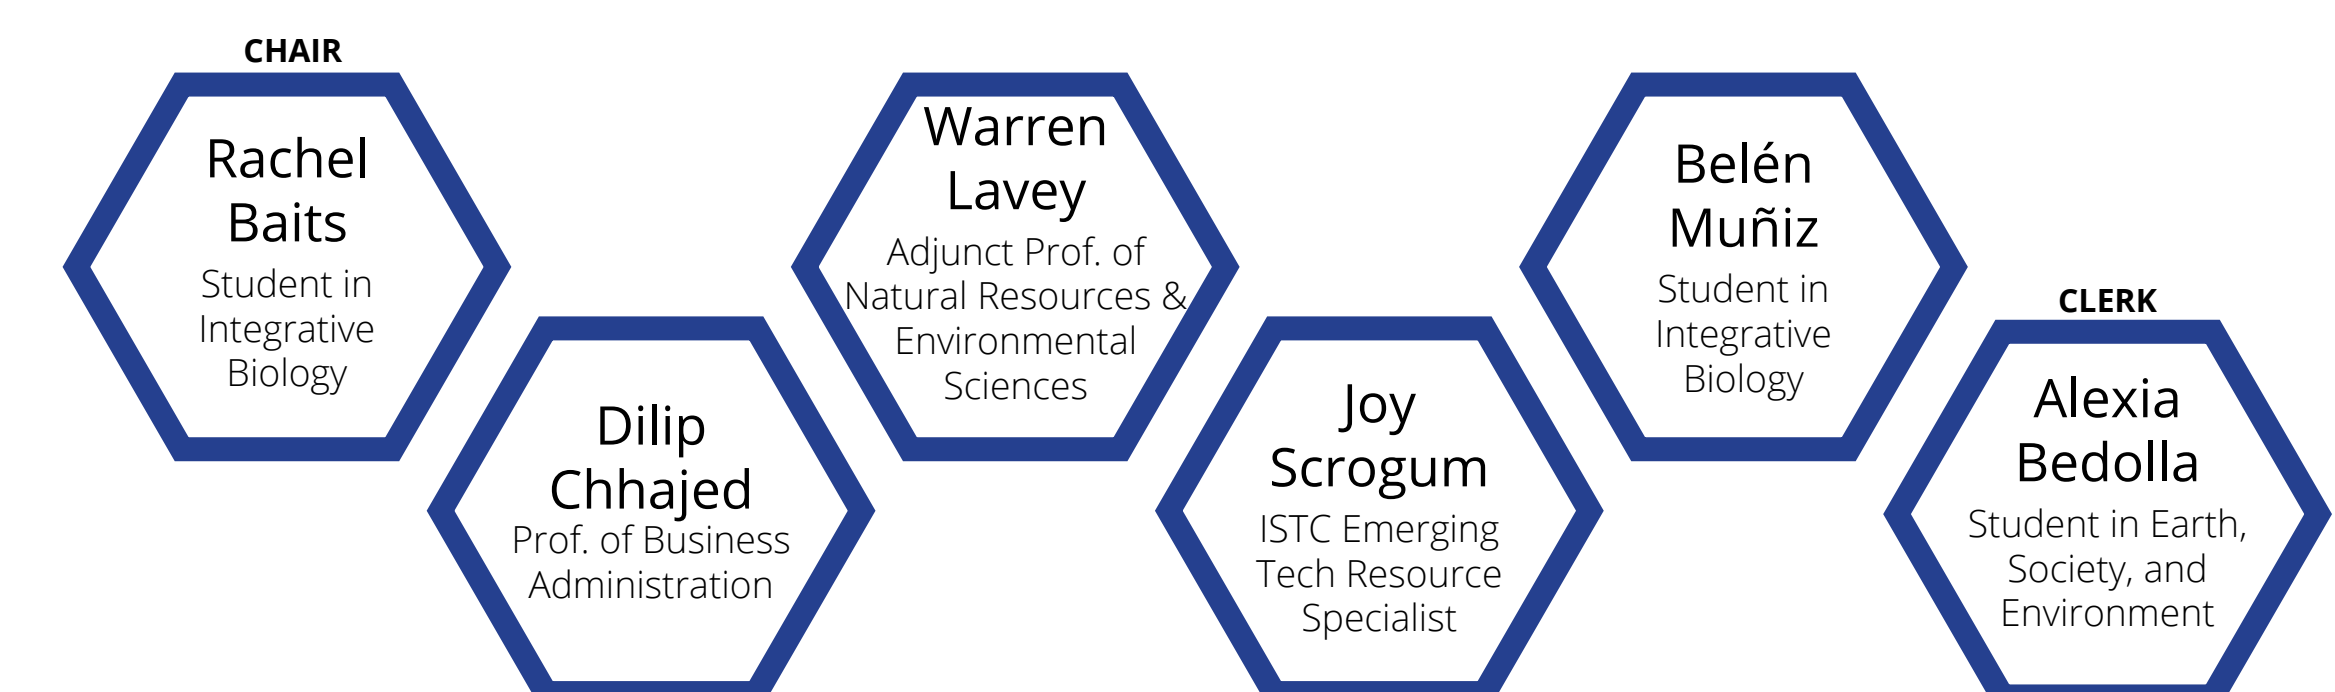 CHAIR
Rachel
Baits
Student in
Integrative
Biology
Dilip
Chhajed
Prof. of Business
Administration
Warren
Lavey
Adjunct Prof. of
Natural Resources &
Environmental
Sciences
Joy
Scrogum
ISTC Emerging
Tech Resource
Specialist
Belén
Muñiz
Student in
Integrative
Biology
CLERK
Alexia
Bedolla
Student in Earth,
Society, and
Environment